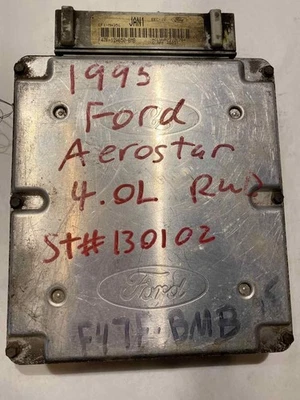 JAN1
1995
Ford
Aerostar
4.0L RWD
St#130102
Ford
F47F-BMB